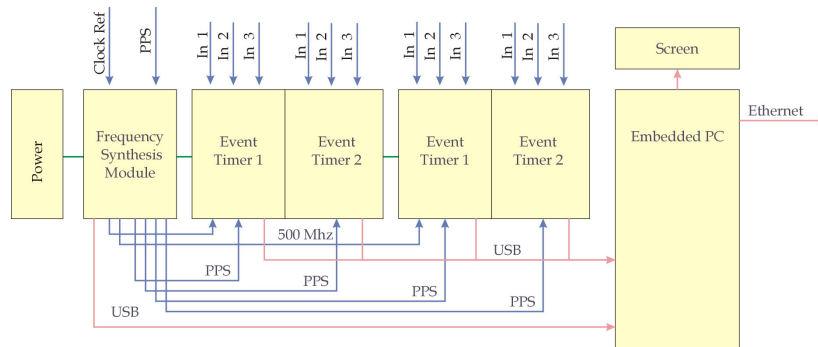 Clock Ref
PPS
In 1
In 2
In 3
In 1
In 2
In 3
In 1
In 2
In 3
In 1
In 2
In 3
Screen
Power
Frequency
Synthesis
Module
Event
Timer 1
Event
Timer 2
Event
Timer 1
Event
Timer 2
Embedded PC
Ethernet
500 Mhz
USB
PPS
PPS
PPS
PPS
USB